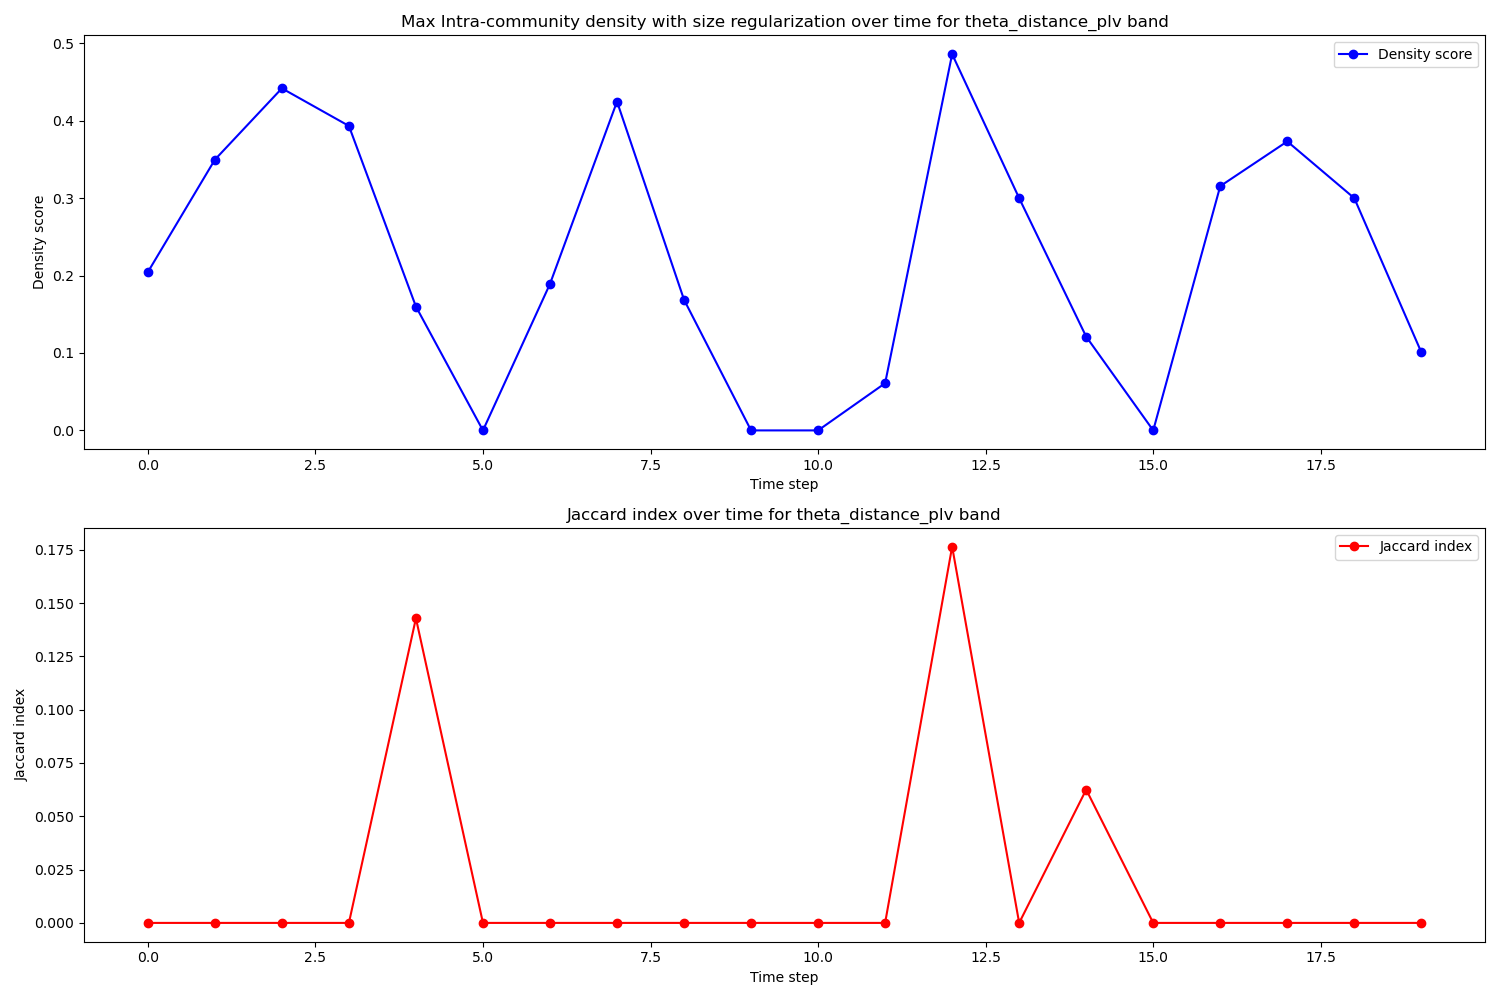 Max Intra-community density with size regularization over time for theta_distance_plv band
Density score
0.5
0.4
0.3
0.2
0.1
0.0
Density score
0.0 2.5 5.0 7.5 10.0 12.5 15.0 17.5
Time step
Jaccard index over time for theta_distance_plv band
Jaccard index
0.175
0.150
0.125
0.100
0.075
0.050
0.025
0.000
Jaccard index
0.0 2.5 5.0 7.5 10.0 12.5 15.0 17.5
Time step